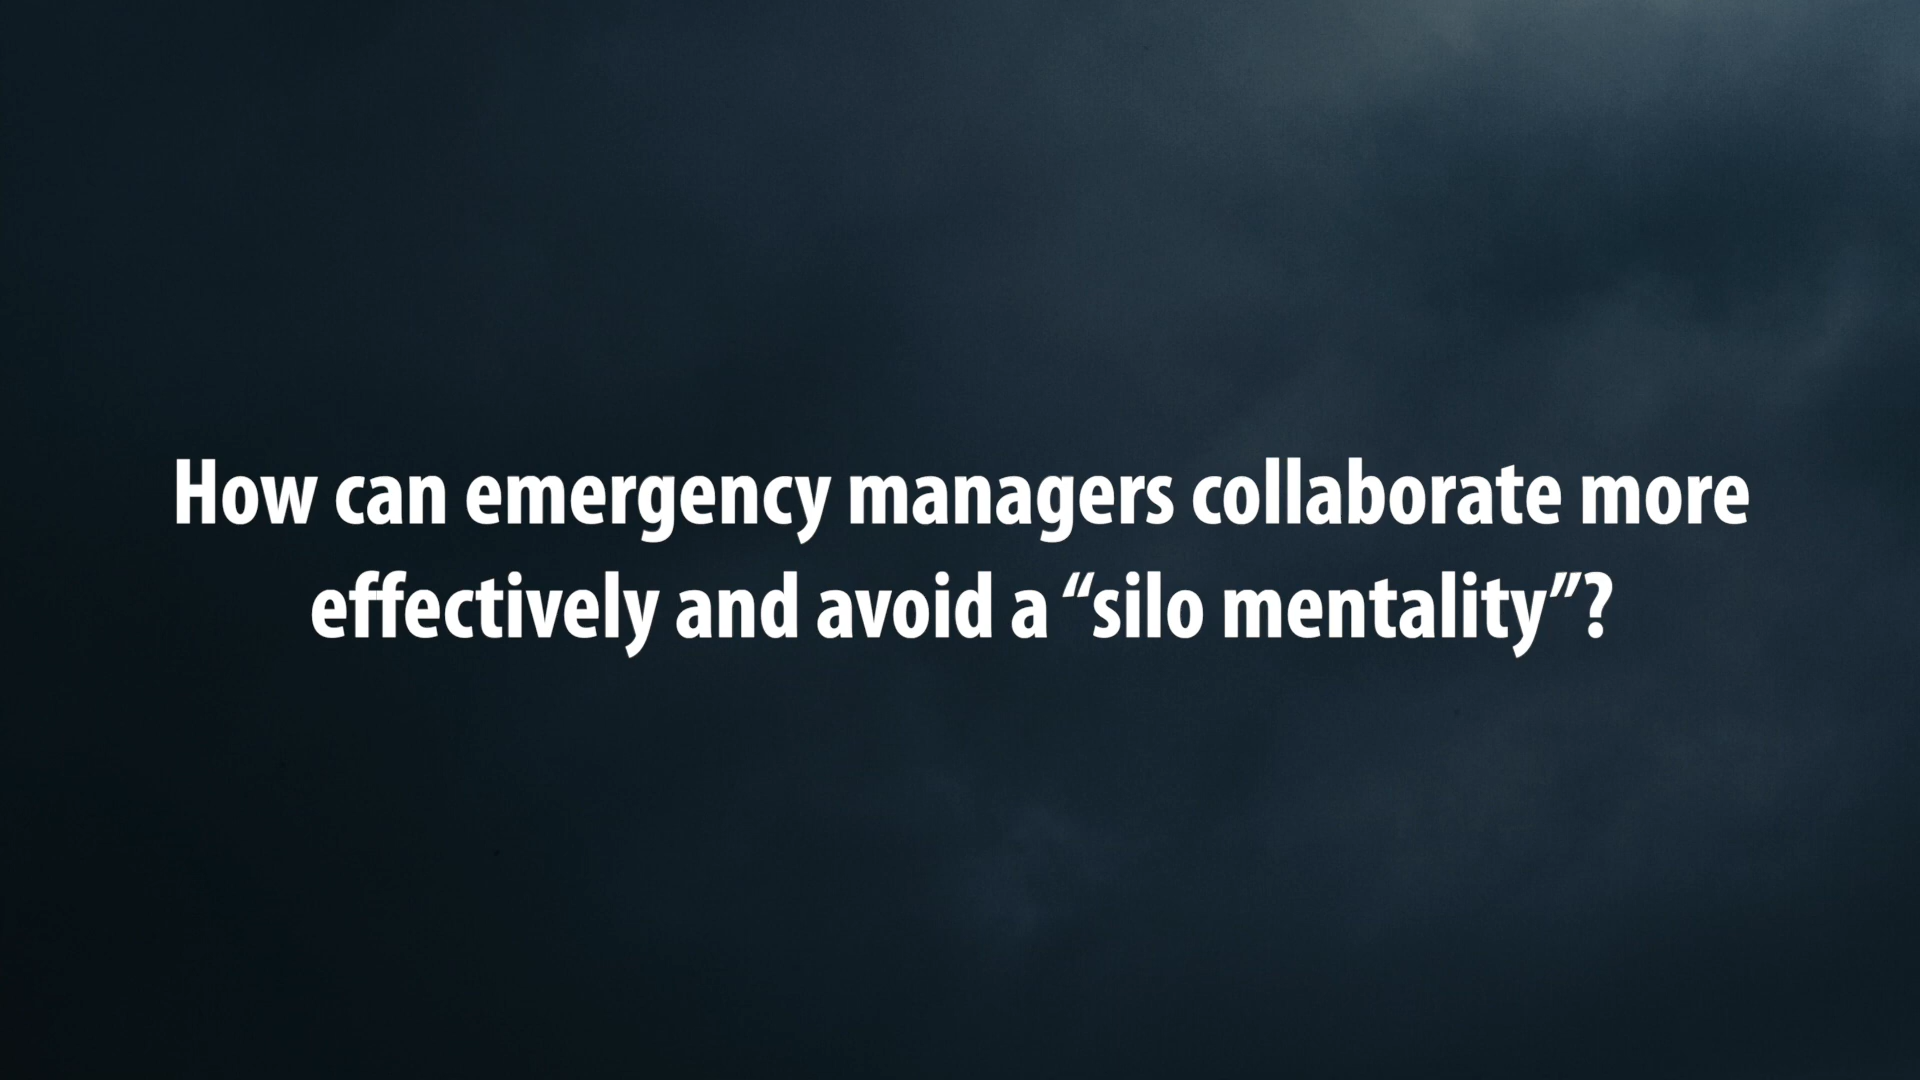 How can emergency managers collaborate more
effectively and avoid a “silo mentality”?